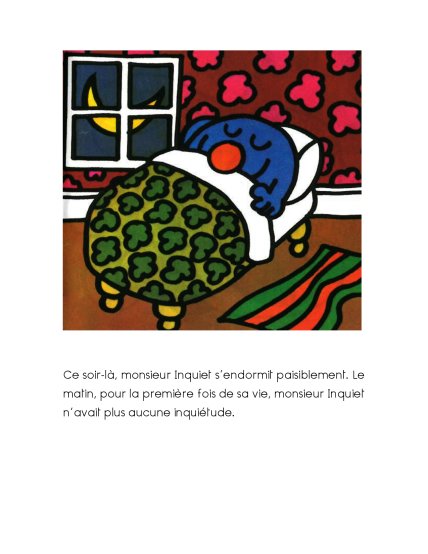 Ce soir-là, monsieur Inquiet s'endormit paisiblement. Le
matin, pour la première fois de sa vie, monsieur Inquiet
n'avait plus aucune inquiétude.